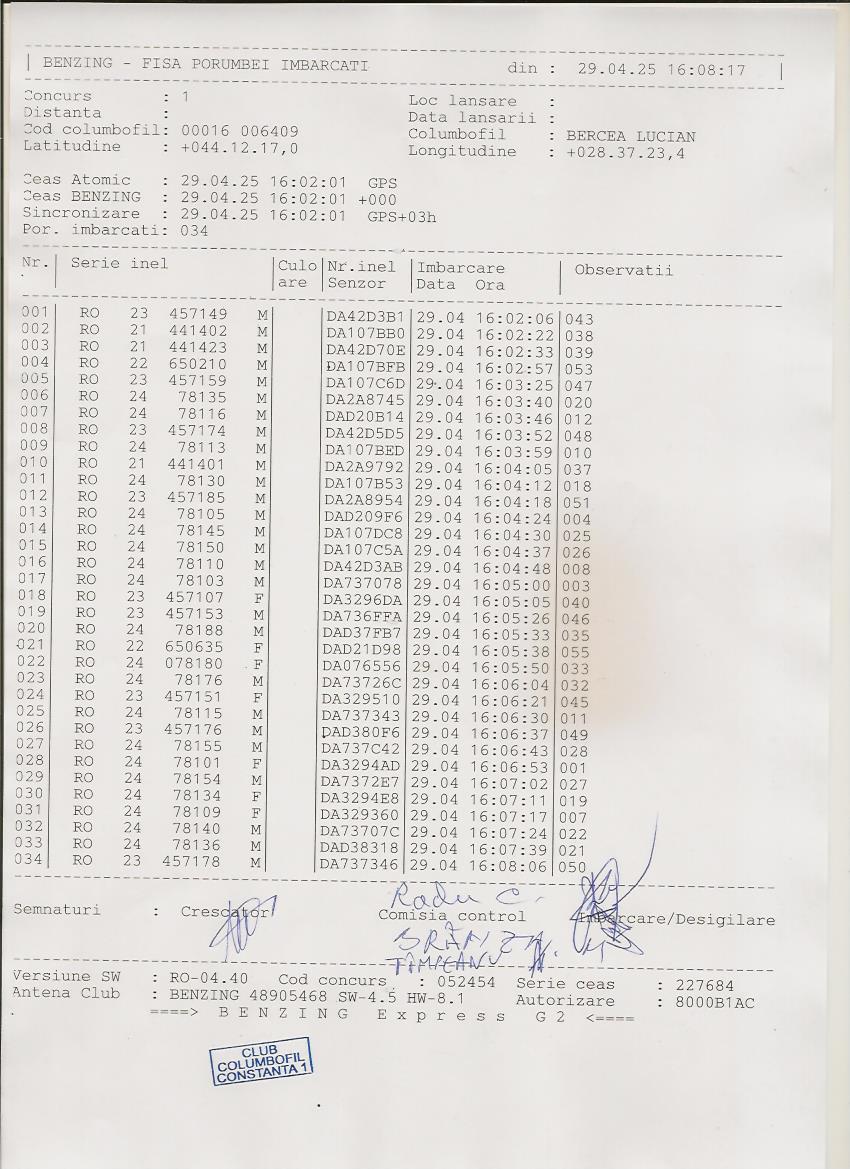 BENZING - FISA PORUMBEI IMBARCATI din : 29.04.25 16:08:17
Concurs : 1 Loc lansare :
Distanta : Data lansarii :
Cod columbofil: 00016 006409 Columbofil : BERCEA LUCIAN
Latitudine : +044.12.17,0 Longitudine : +028.37.23,4
Ceas Atomic : 29.04.25 16:02:01 GPS
Ceas BENZING : 29.04.25 16:02:01 +000
Sincronizare : 29.04.25 16:02:01 GPS+03h
Por. imbarcati: 034
Nr. Serie inel Culo Nr.inel Imbarcare Observatii
are Senzor Data Ora
001 RO 23 457149 M DA42D3B1 29.04 16:02:06 043
002 RO 21 441402 M DA107BB0 29.04 16:02:22 038
003 RO 21 441423 M DA42D70E 29.04 16:02:33 039
004 RO 22 650210 M DA107BFB 29.04 16:02:57 053
005 RO 23 457159 M DA107C6D 29.04 16:03:25 047
006 RO 24 78135 M DA2A8745 29.04 16:03:40 020
007 RO 24 78116 M DAD20B14 29.04 16:03:46 012
008 RO 23 457174 M DA42D5D5 29.04 16:03:52 048
009 RO 24 78113 M DA107BED 29.04 16:03:59 010
010 RO 21 441401 M DA2A9792 29.04 16:04:05 037
011 RO 24 78130 M DA107B53 29.04 16:04:12 018
012 RO 23 457185 M DA2A8954 29.04 16:04:18 051
013 RO 24 78105 M DAD209F6 29.04 16:04:24 004
014 RO 24 78145 M DA107DC8 29.04 16:04:30 025
015 RO 24 78150 M DA107C5A 29.04 16:04:37 026
016 RO 24 78110 M DA42D3AB 29.04 16:04:48 008
017 RO 24 78103 M DA737078 29.04 16:05:00 003
018 RO 23 457107 F DA3296DA 29.04 16:05:05 040
019 RO 23 457153 M DA736FFA 29.04 16:05:26 046
020 RO 24 78188 M DAD37FB7 29.04 16:05:33 035
021 RO 22 650635 F DAD21D98 29.04 16:05:38 055
022 RO 24 078180 F DA076556 29.04 16:05:50 033
023 RO 24 78176 M DA73726C 29.04 16:06:04 032
024 RO 23 457151 F DA329510 29.04 16:06:21 045
025 RO 24 78115 M DA737343 29.04 16:06:30 011
026 RO 23 457176 M DAD380F6 29.04 16:06:37 049
027 RO 24 78155 M DA737C42 29.04 16:06:43 028
028 RO 24 78101 F DA3294AD 29.04 16:06:53 001
029 RO 24 78154 M DA7372E7 29.04 16:07:02 027
030 RO 24 78134 F DA3294E8 29.04 16:07:11 019
031 RO 24 78109 F DA329360 29.04 16:07:17 007
032 RO 24 78140 M DA73707C 29.04 16:07:24 022
033 RO 24 78136 M DAD38318 29.04 16:07:39 021
034 RO 23 457178 M DA737346 29.04 16:08:06 050
Radu C.
Semnaturi : Crescator Comisia control Imbarcare/Desigilare
TÂMPEANU
Versiune SW : RO-04.40 Cod concurs : 052454 Serie ceas : 227684
Antena Club : BENZING 48905468 SW-4.5 HW-8.1 Autorizare : 8000B1AC
====> B E N Z I N G E x p r e s s G 2 <====
CLUB
COLUMBOFIL
CONSTANTA 1